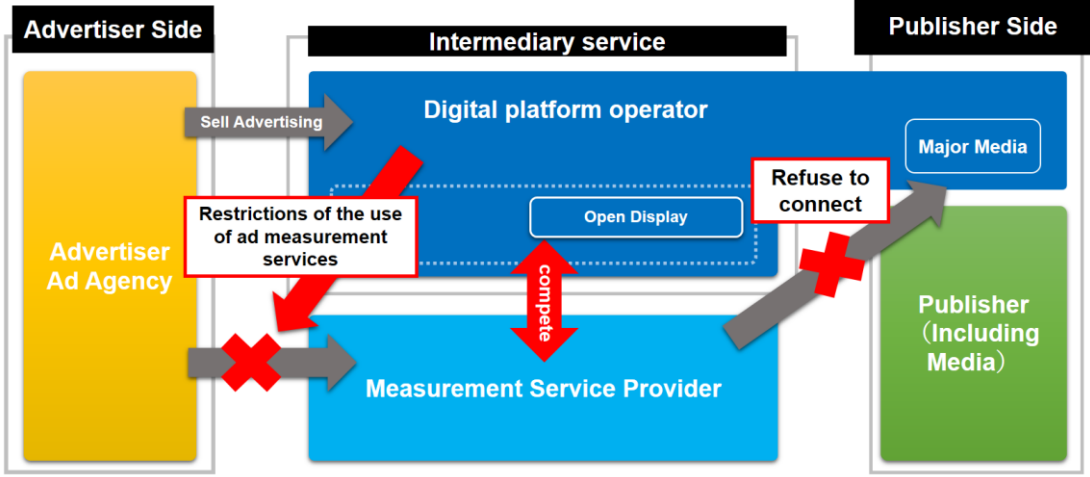 Advertiser Side
Intermediary service
Publisher Side
Digital platform operator
Sell Advertising
Major Media
Refuse to
connect
Restrictions of the use
of ad measurement
services
Open Display
Advertiser
Ad Agency
compete
Publisher
（Including
Media）
Measurement Service Provider